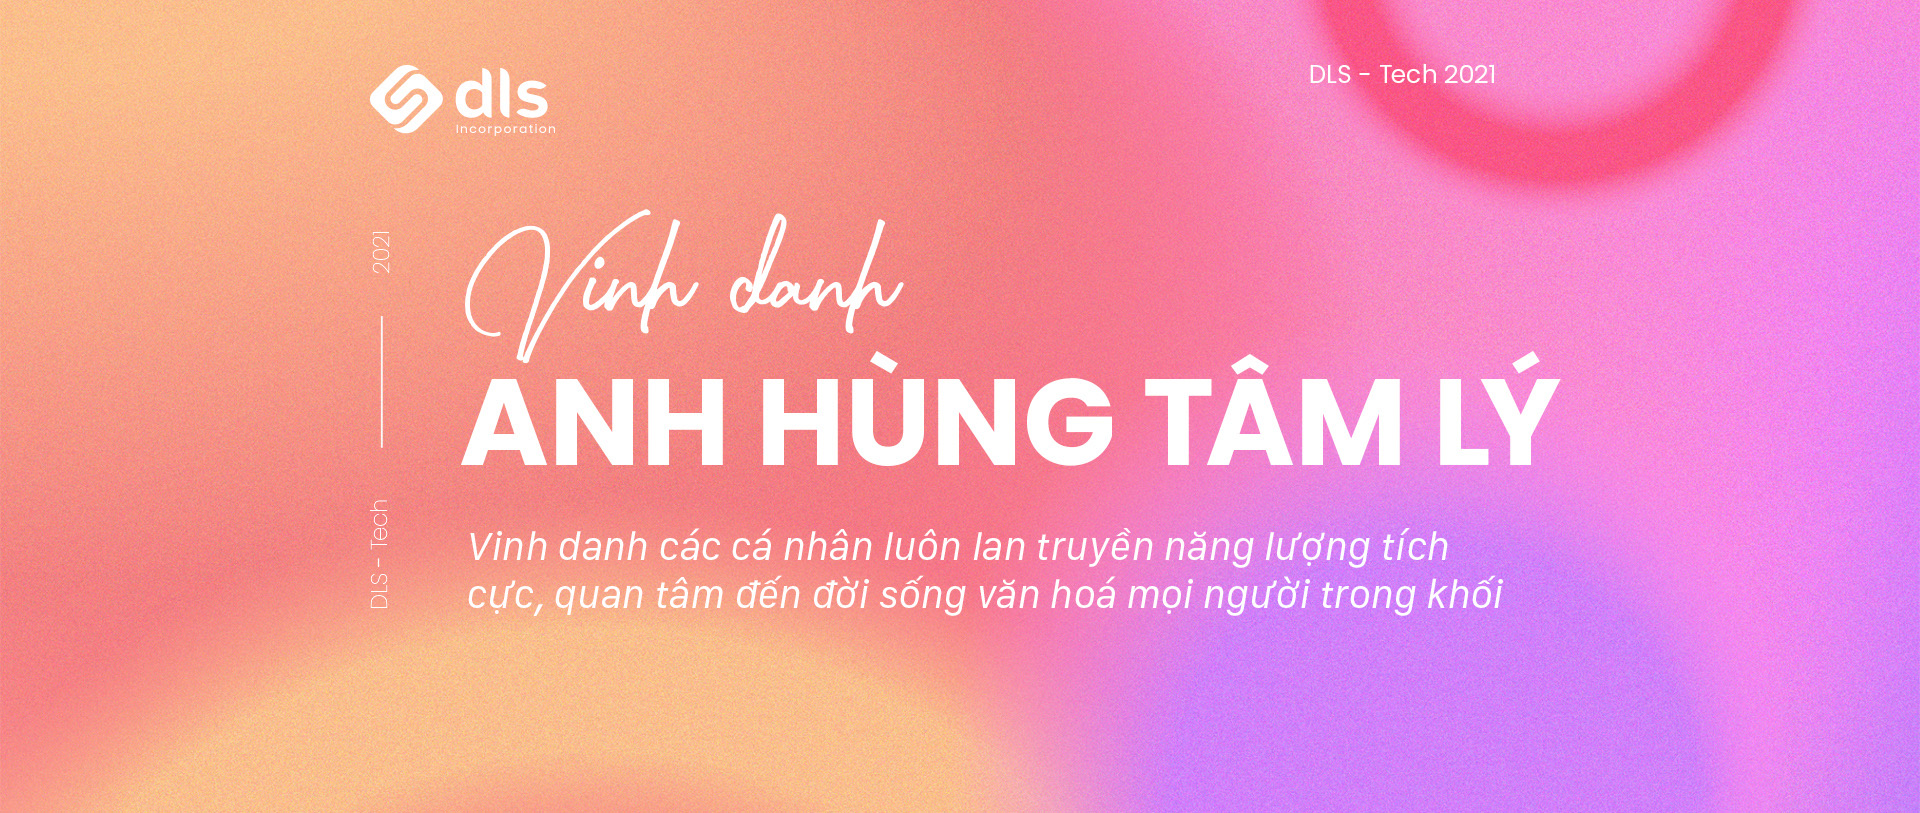 dls
Incorporation
DLS - Tech 2021
2021
DLS - Tech
Vinh danh
ANH HÙNG TÂM LÝ
Vinh danh các cá nhân luôn lan truyền năng lượng tích
cực, quan tâm đến đời sống văn hoá mọi người trong khối